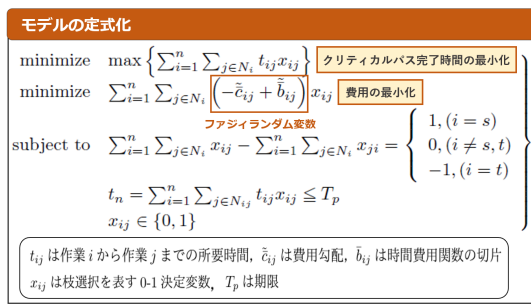 モデルの定式化
minimize max { ∑_{i=1}^{n} ∑_{j∈N_i} t_{ij} x_{ij} } クリティカルパス完了時間の最小化
minimize ∑_{i=1}^{n} ∑_{j∈N_i} ( −c̃̄_{ij} + b̃̄_{ij} ) x_{ij} 費用の最小化
ファジィランダム変数
subject to ∑_{i=1}^{n} ∑_{j∈N_i} x_{ij} − ∑_{i=1}^{n} ∑_{j∈N_i} x_{ji} = { 1, (i = s)
0, (i ≠ s, t)
−1, (i = t)
t_n = ∑_{i=1}^{n} ∑_{j∈N_{ij}} t_{ij} x_{ij} ≦ T_p
x_{ij} ∈ {0, 1}
t_{ij} は作業 i から作業 j までの所要時間，c̃̄_{ij} は費用勾配，b̄_{ij} は時間費用関数の切片
x_{ij} は枝選択を表す 0-1 決定変数，T_p は期限